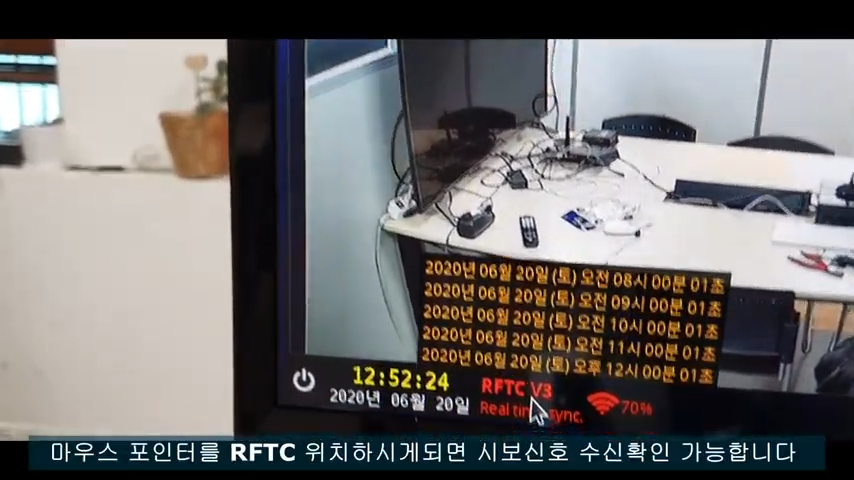 2020년 06월 20일 (토) 오전 08시 00분 01초
2020년 06월 20일 (토) 오전 09시 00분 01초
2020년 06월 20일 (토) 오전 10시 00분 01초
2020년 06월 20일 (토) 오전 11시 00분 01초
2020년 06월 20일 (토) 오후 12시 00분 01초
12:52:24
2020년 06월 20일
RFTC V3
Real sync.
70%
마우스 포인터를 RFTC 위치하시게되면 시보신호 수신확인 가능합니다